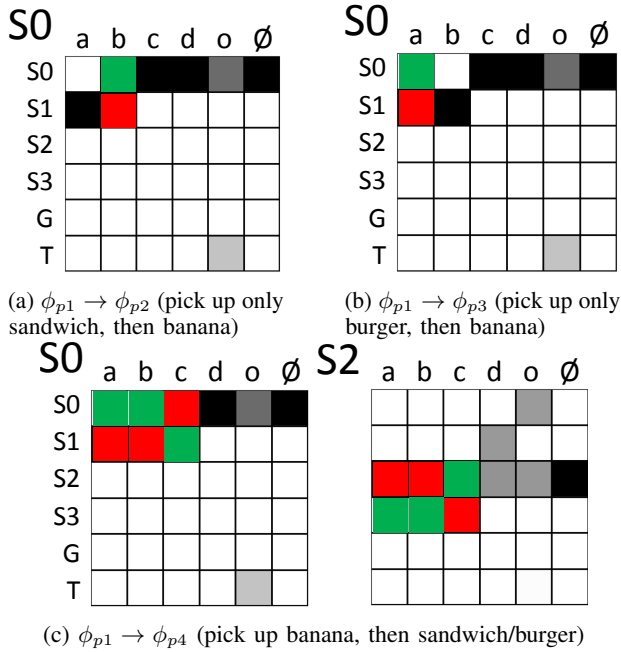 S0
a b c d o Ø
S0
S1
S2
S3
G
T
(a) ϕp1 → ϕp2 (pick up only
sandwich, then banana)
S0
a b c d o Ø
S0
S1
S2
S3
G
T
(b) ϕp1 → ϕp3 (pick up only
burger, then banana)
S0
a b c d o Ø
S0
S1
S2
S3
G
T
S2
a b c d o Ø
(c) ϕp1 → ϕp4 (pick up banana, then sandwich/burger)